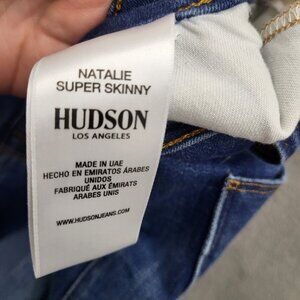 NATALIE
SUPER SKINNY
HUDSON
LOS ANGELES
MADE IN UAE
HECHO EN EMIRATOS ÁRABES
UNIDOS
FABRIQUÉ AUX ÉMIRATS
ARABES UNIS
WWW.HUDSONJEANS.COM